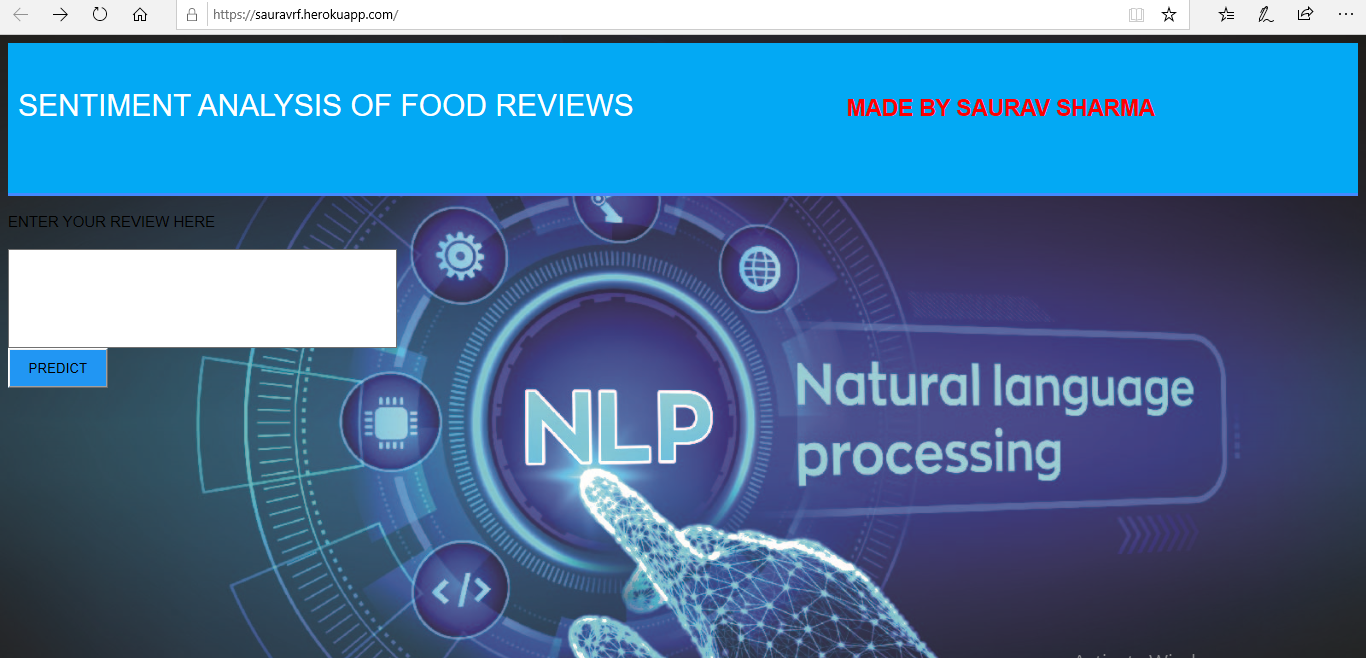 https://sauravrf.herokuapp.com/
SENTIMENT ANALYSIS OF FOOD REVIEWS
MADE BY SAURAV SHARMA
ENTER YOUR REVIEW HERE
PREDICT
NLP
Natural language
processing